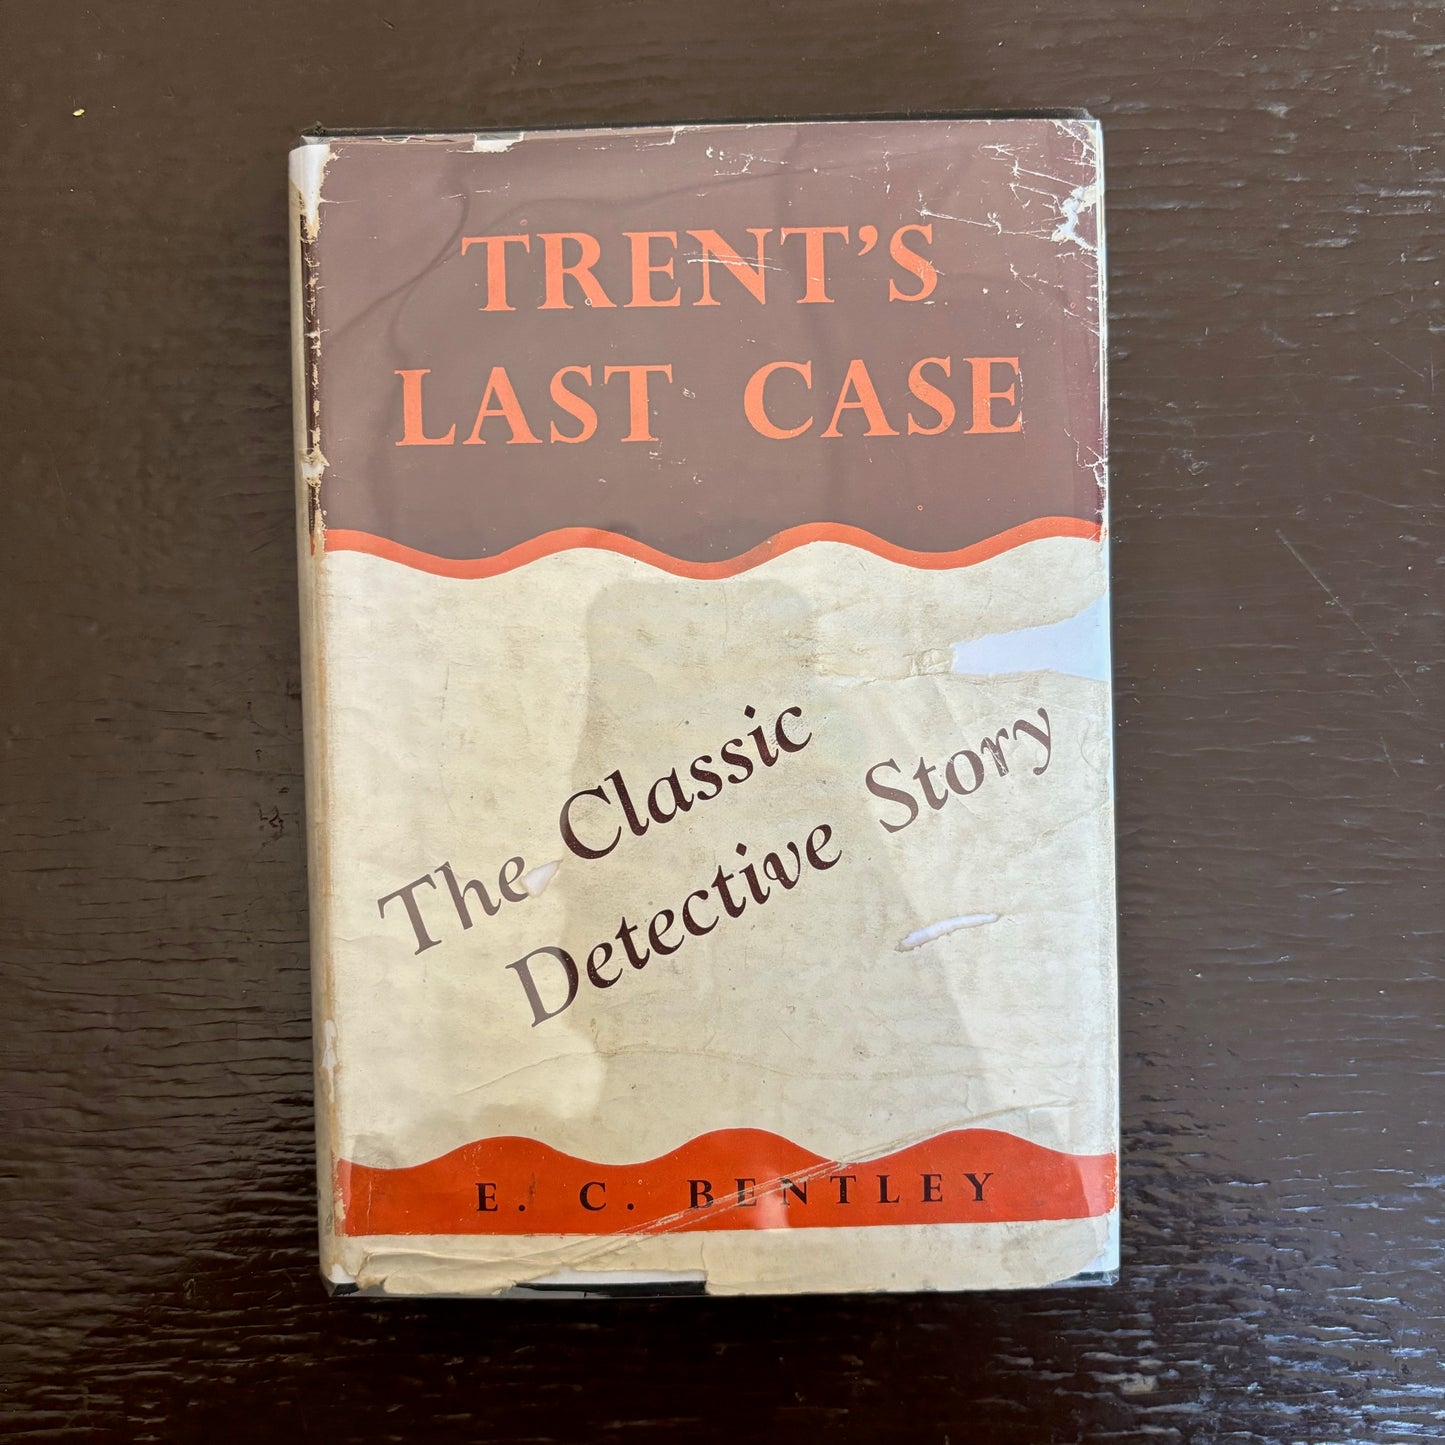 TRENT'S
LAST CASE
The Classic
Detective Story
E. C. BENTLEY